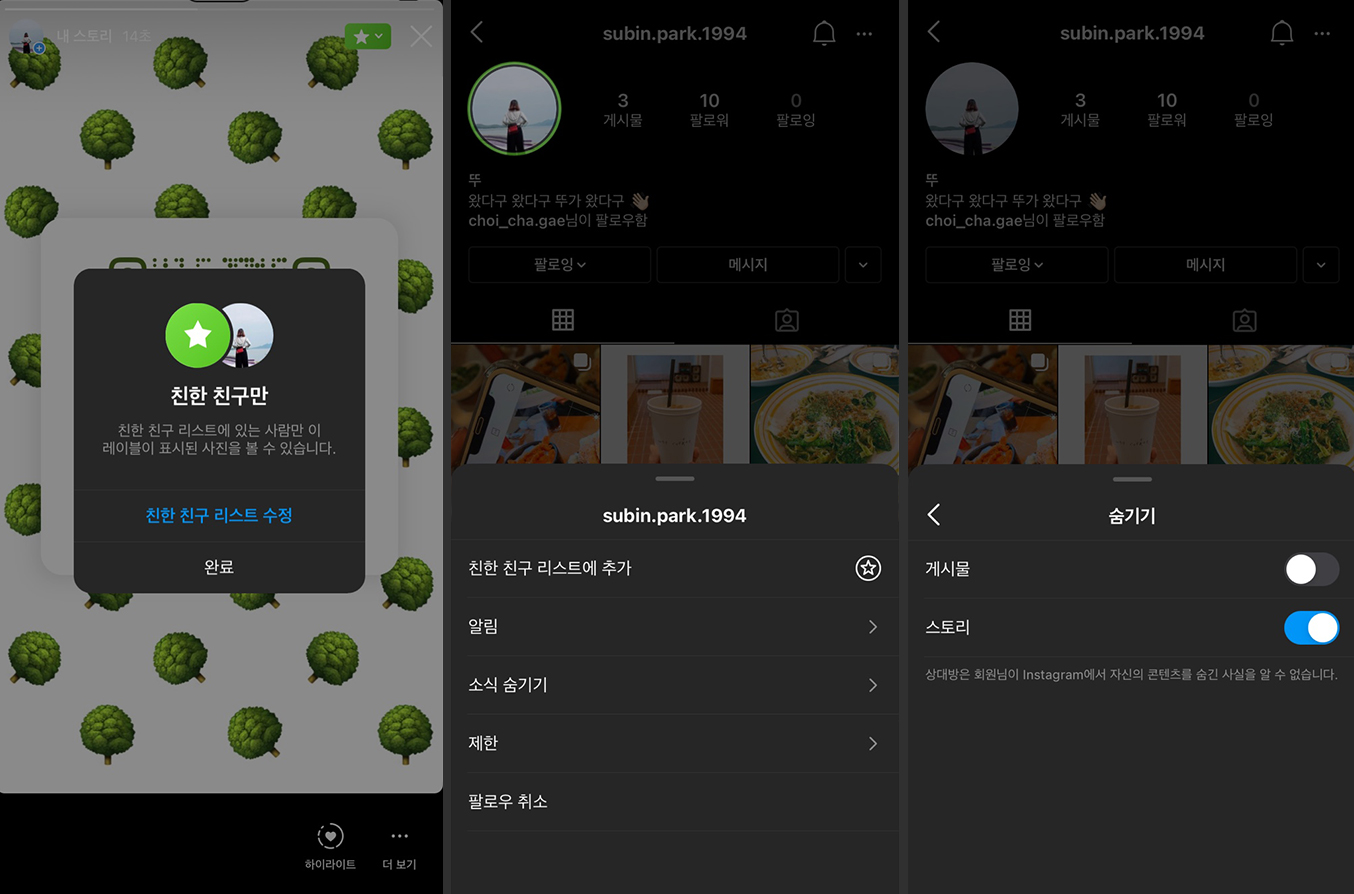 내 스토리 14초
친한 친구만
친한 친구 리스트에 있는 사람만 이
레이블이 표시된 사진을 볼 수 있습니다.
친한 친구 리스트 수정
완료
하이라이트
더 보기
subin.park.1994
3
10
0
게시물
팔로워
팔로잉
뚜
왔다구 왔다구 뚜가 왔다구 👋🏽
choi_cha.gae님이 팔로우함
팔로잉
메시지
subin.park.1994
친한 친구 리스트에 추가
알림
소식 숨기기
제한
팔로우 취소
subin.park.1994
3
10
0
게시물
팔로워
팔로잉
뚜
왔다구 왔다구 뚜가 왔다구 👋🏽
choi_cha.gae님이 팔로우함
팔로잉
메시지
숨기기
게시물
스토리
상대방은 회원님이 Instagram에서 자신의 콘텐츠를 숨긴 사실을 알 수 없습니다.